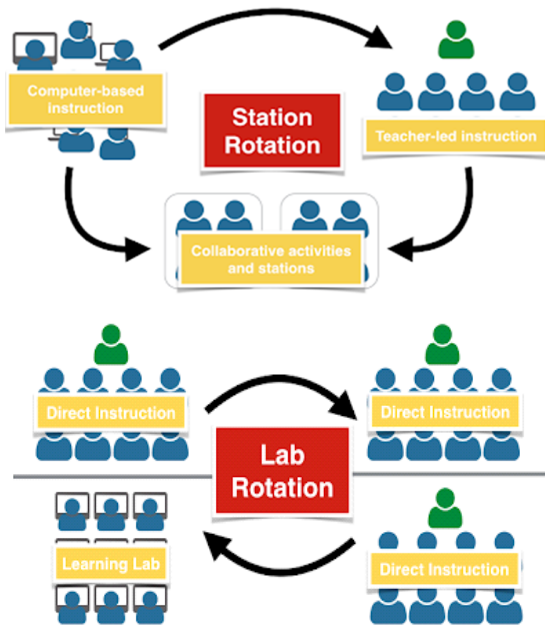 Computer-based
instruction
Station
Rotation
Teacher-led instruction
Collaborative activities
and stations
Direct Instruction
Direct Instruction
Lab
Rotation
Learning Lab
Direct Instruction